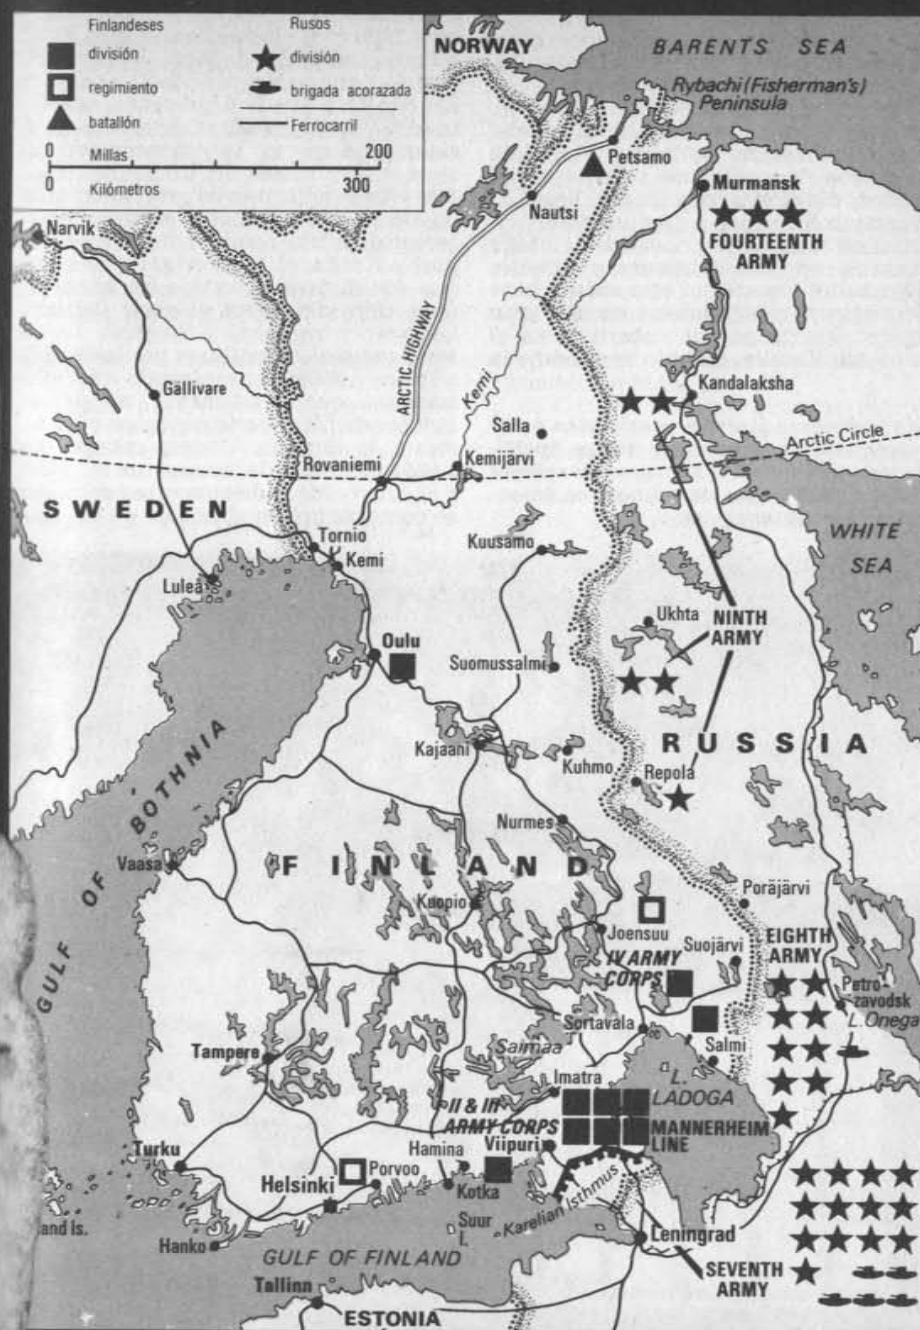 Finlandeses
división
regimiento
batallón
Rusos
división
brigada acorazada
Ferrocarril
0 200
Millas
0 300
Kilómetros
NORWAY
BARENTS SEA
Rybachi (Fisherman's)
Peninsula
Petsamo
Murmansk
Nautsi
FOURTEENTH
ARMY
Narvik
ARCTIC HIGHWAY
Kemi
Gällivare
Kandalaksha
Salla
Arctic Circle
Rovaniemi
Kemijärvi
SWEDEN
WHITE
SEA
Tornio
Kemi
Kuusamo
Luleå
Ukhta
NINTH
ARMY
Oulu
Suomussalmi
GULF OF BOTHNIA
RUSSIA
Kajaani
Kuhmo
Repola
Nurmes
Vaasa
FINLAND
Kuopio
Poräjärvi
Joensuu
Suojärvi
EIGHTH
ARMY
IV ARMY
CORPS
Petro-
zavodsk
L. Onega
Sortavala
Salmi
Tampere
Saimaa
Imatra
L.
LADOGA
II & III
ARMY CORPS
MANNERHEIM
LINE
Viipuri
Turku
Hamina
Helsinki
Porvoo
Kotka
Karelian Isthmus
and Is.
Suur
I.
Leningrad
Hanko
GULF OF FINLAND
SEVENTH
ARMY
Tallinn
ESTONIA